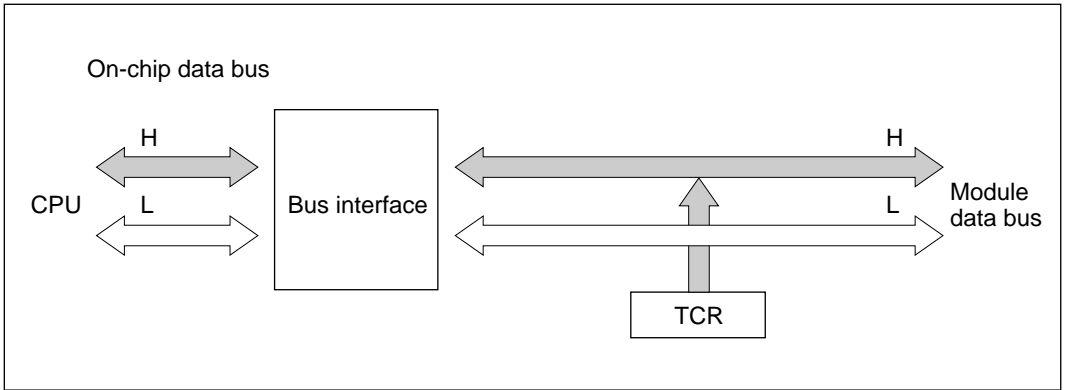 On-chip data bus
H
H
CPU
L
Bus interface
L
Module
data bus
TCR